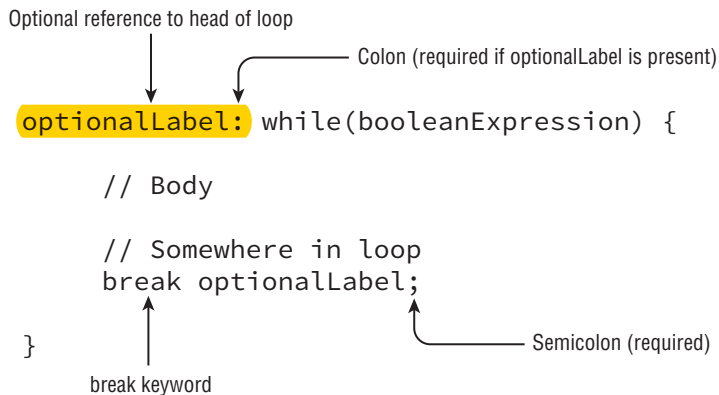 Optional reference to head of loop
Colon (required if optionalLabel is present)
optionalLabel: while(booleanExpression) {
// Body
// Somewhere in loop
break optionalLabel;
}
Semicolon (required)
break keyword